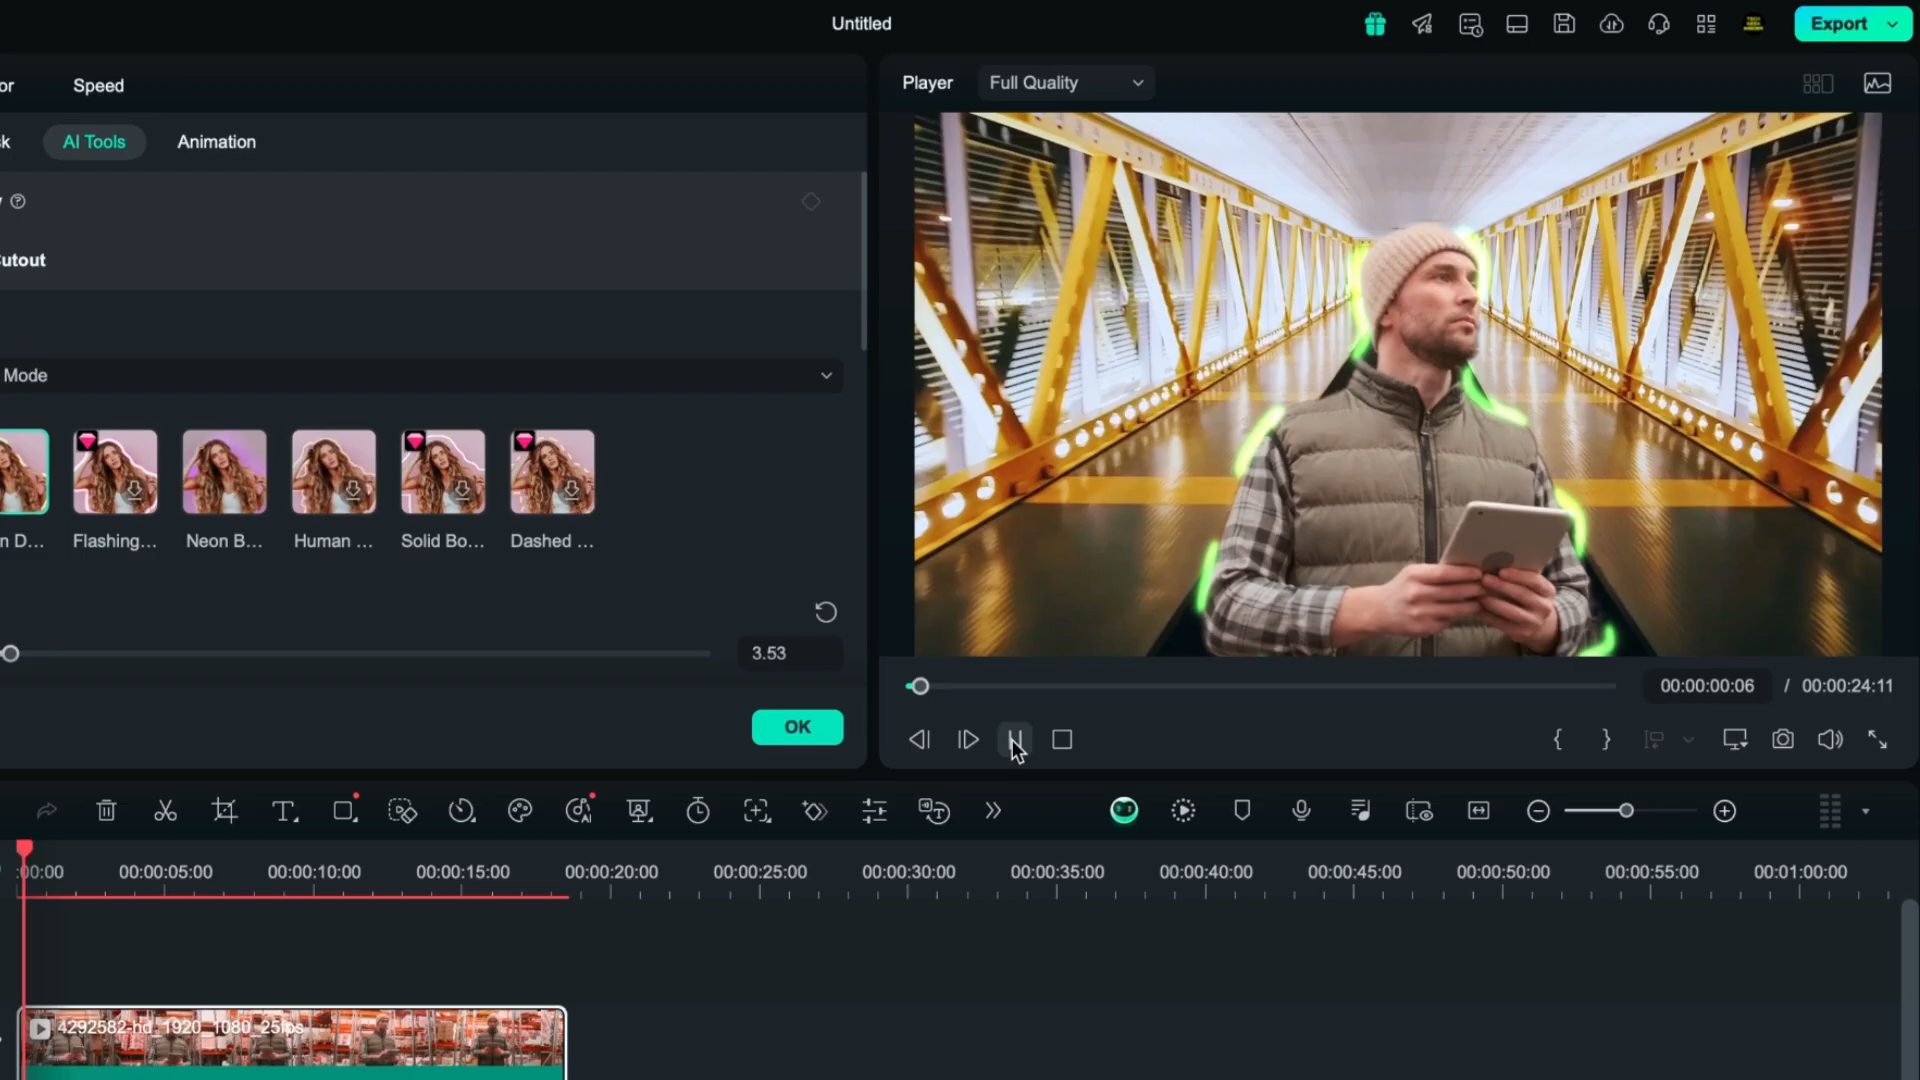 Untitled
Export
or
Speed
Player
Full Quality
k
AI Tools
Animation
y
Cutout
Mode
n D...
Flashing...
Neon B...
Human ...
Solid Bo...
Dashed ...
3.53
OK
00:00:00:06 / 00:00:24:11
:00:00
00:00:05:00
00:00:10:00
00:00:15:00
00:00:20:00
00:00:25:00
00:00:30:00
00:00:35:00
00:00:40:00
00:00:45:00
00:00:50:00
00:00:55:00
00:01:00:00
4292582-hd_1920_1080_25fps